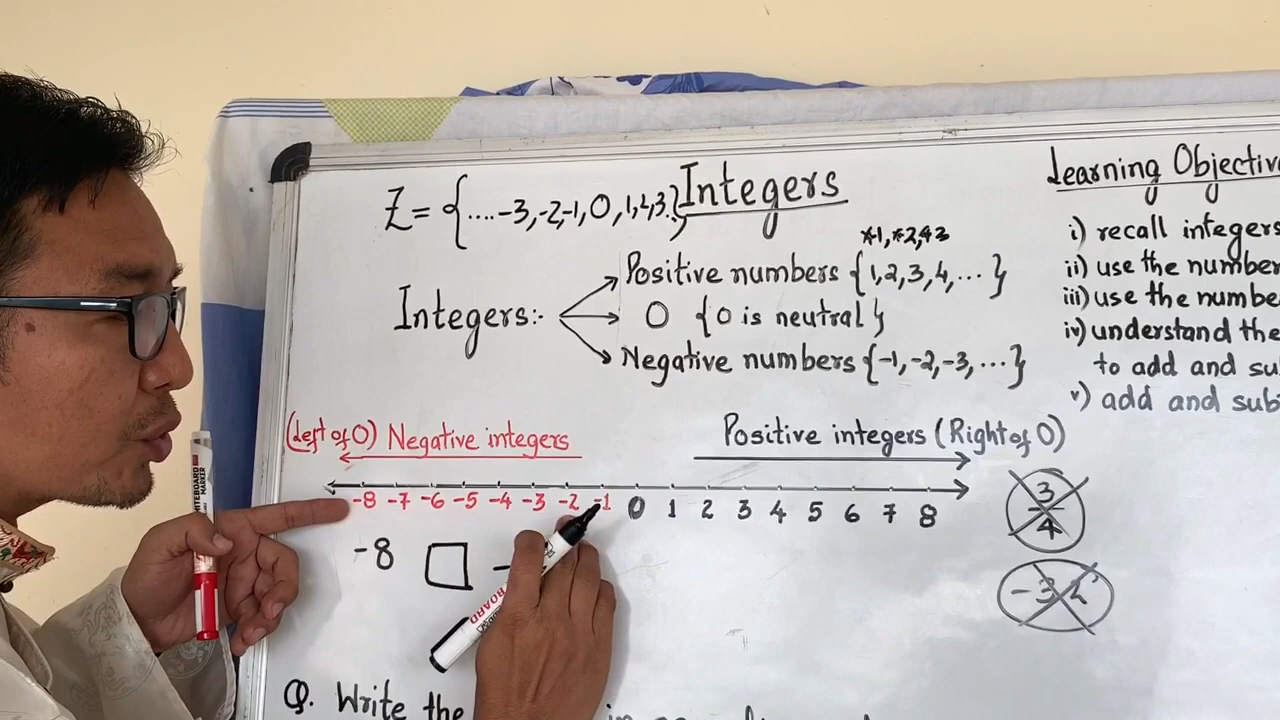 Integers
Z = {....-3,-2,-1,0,1,2,3.,}
+1,+2,+3
Integers:-
Positive numbers {1,2,3,4,...}
0 {0 is neutral}
Negative numbers {-1,-2,-3,...}
Learning Objective
i) recall integers
ii) use the number
iii) use the numbe
iv) understand the
to add and su
v) add and subt
(Left of 0) Negative integers
Positive integers (Right of 0)
-8 -7 -6 -5 -4 -3 -2 -1 0 1 2 3 4 5 6 7 8
-8 □ -
3/4
WHITEBOARD MARKER
BOARD
Q. Write the